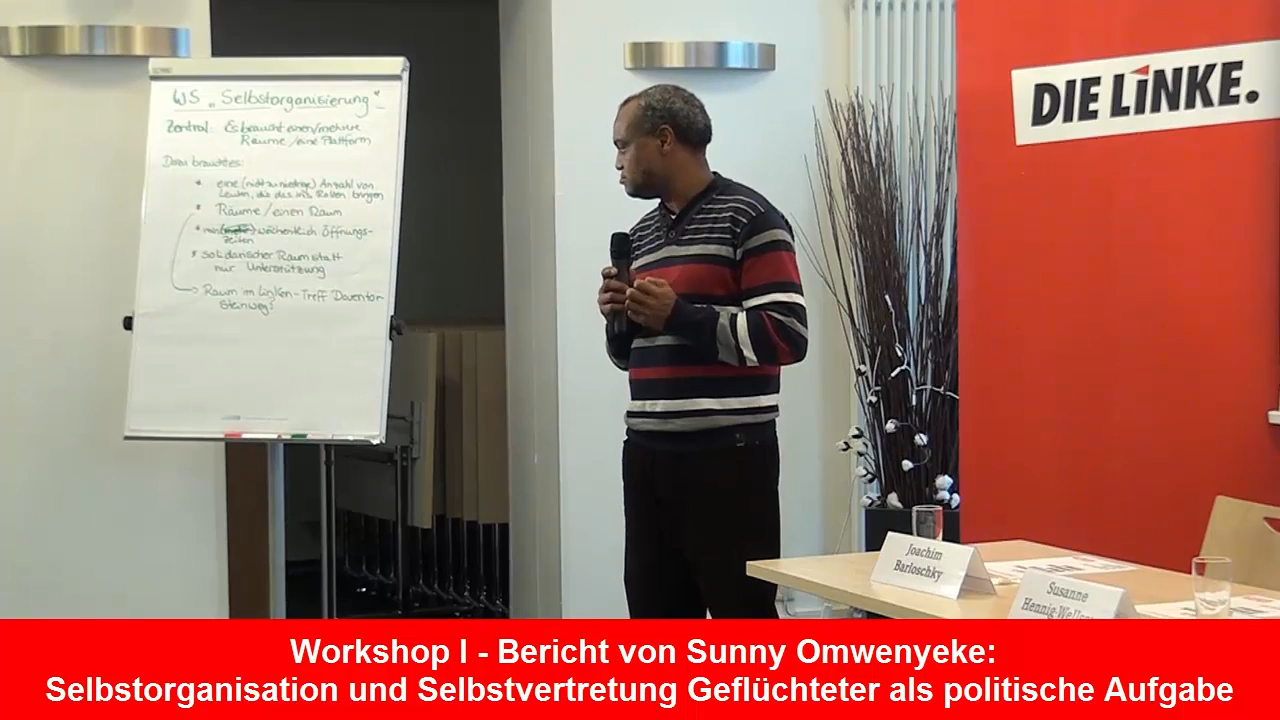 WS „Selbstorganisierung"
Zentral: Es braucht einen/mehrere
Räume/eine Plattform
Dazu braucht es:
* eine (nicht zu niedrige) Anzahl von
Leuten, die das ins Rollen bringen
* Räume/einen Raum
* wöchentlich Öffnungs-
zeiten
* solidarischer Raum statt
nur Unterstützung
→ Raum im Linken-Treff Daventor
Steinweg?
DIE LINKE.
Joachim
Barloschky
Susanne
Workshop I - Bericht von Sunny Omwenyeke:
Selbstorganisation und Selbstvertretung Geflüchteter als politische Aufgabe